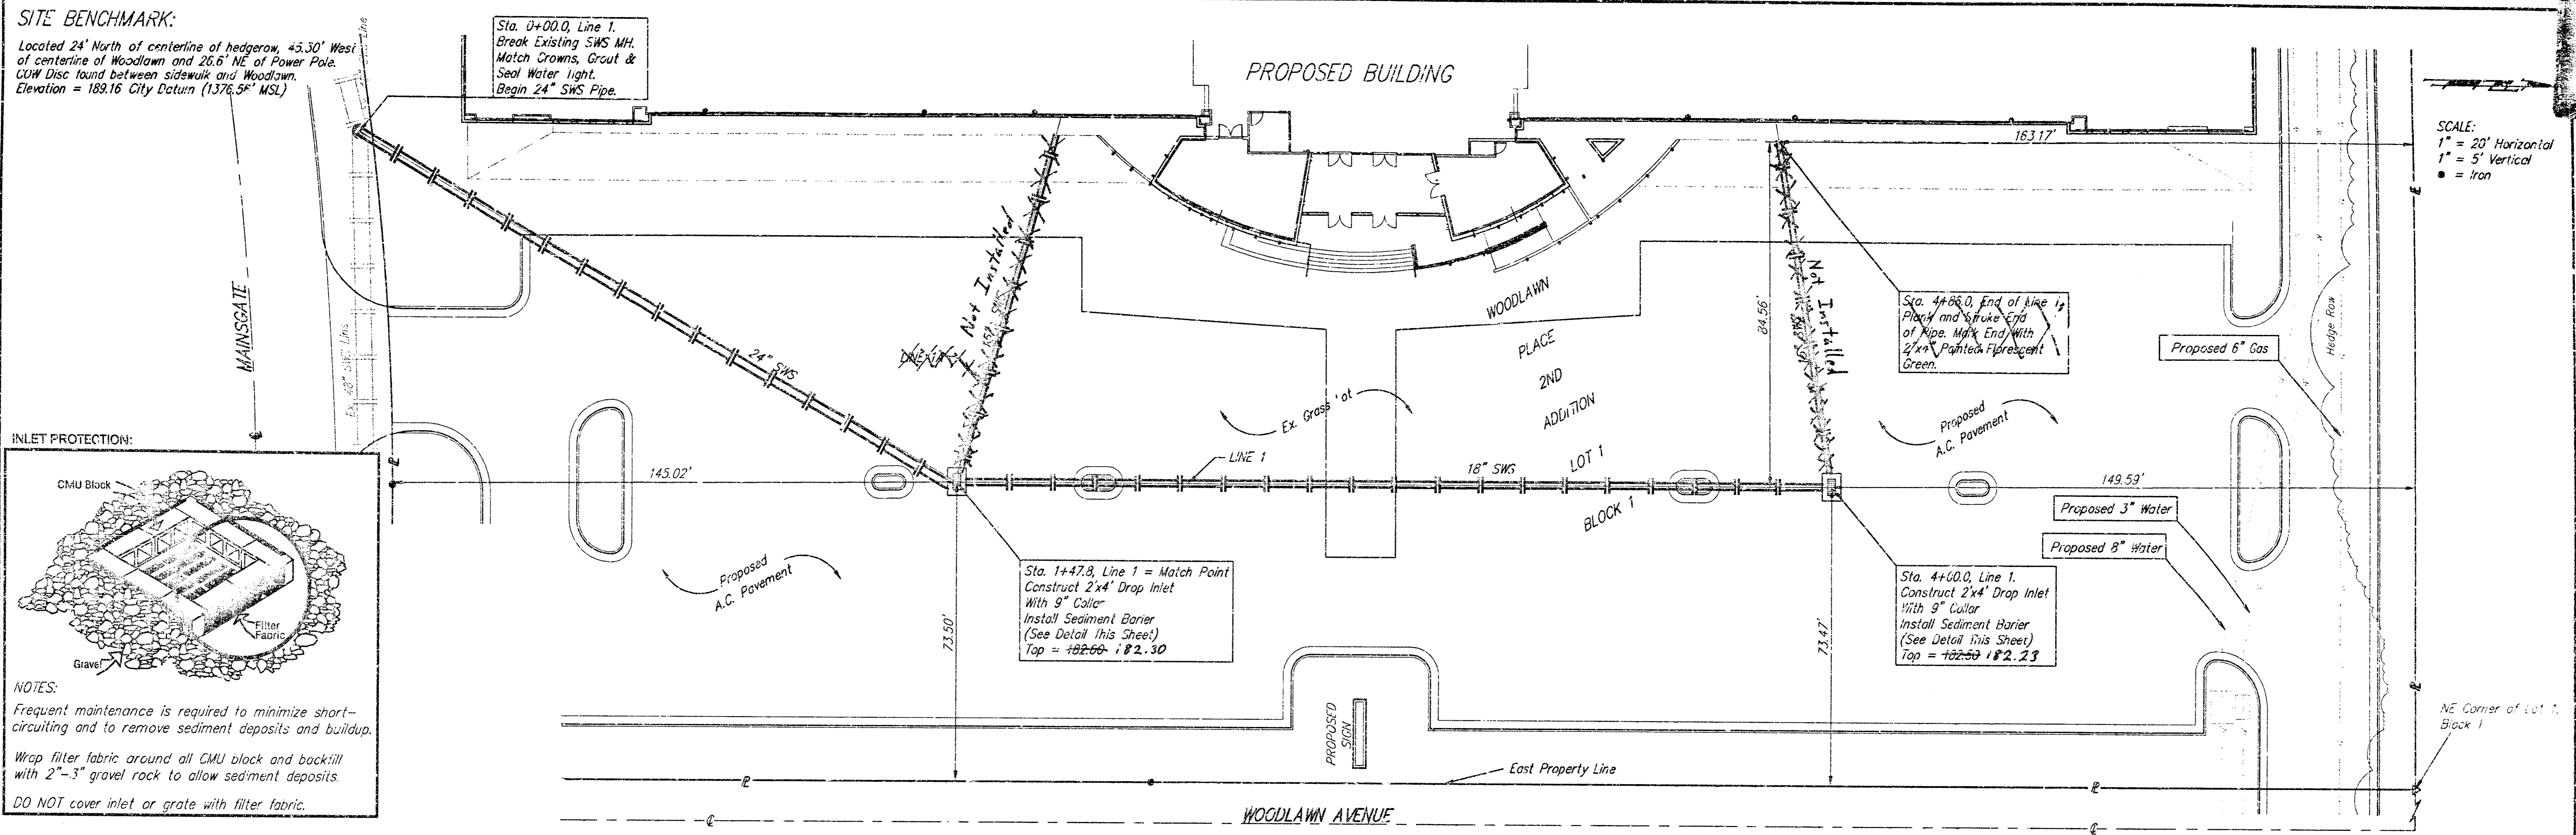 SITE BENCHMARK:
Located 24' North of centerline of hedgerow, 45.30' West
of centerline of Woodlawn and 26.6' NE of Power Pole.
COW Disc found between sidewalk and Woodlawn.
Elevation = 189.16 City Datum (1376.56' MSL)
Line
Sta. 0+00.0, Line 1.
Break Existing SWS MH.
Match Crowns, Grout &
Seal Water Tight.
Begin 24" SWS Pipe.
PROPOSED BUILDING
163.17'
SCALE:
1" = 20' Horizontal
1" = 5' Vertical
● = Iron
MAINSGATE
Ex. 48" SWS Line
24" SWS
Not Installed
Not Installed
84.56'
WOODLAWN
PLACE
2ND
ADDITION
LOT 1
BLOCK 1
Sta. 4+86.0, End of Line 1,
Plank and Stroke End
of Pipe. Mark End With
2"x4" Painted Florescent
Green.
Proposed 6" Gas
Hedge Row
Ex. Grass Lot
Proposed
A.C. Pavement
145.02'
LINE 1
18" SWS
149.59'
Proposed 3" Water
Proposed 8" Water
INLET PROTECTION:
CMU Block
Filter
Fabric
Gravel
Proposed
A.C. Pavement
Sta. 1+47.8, Line 1 = Match Point
Construct 2'x4' Drop Inlet
With 9" Collar
Install Sediment Barier
(See Detail This Sheet)
Top = 182.60 182.30
Sta. 4+00.0, Line 1.
Construct 2'x4' Drop Inlet
With 9" Collar
Install Sediment Barier
(See Detail This Sheet)
Top = 182.50 182.23
73.50'
73.47'
NOTES:
Frequent maintenance is required to minimize short-
circuiting and to remove sediment deposits and buildup.
Wrap filter fabric around all CMU block and backfill
with 2"-3" gravel rock to allow sediment deposits.
DO NOT cover inlet or grate with filter fabric.
PROPOSED
SIGN
East Property Line
NE Corner of Lot 1,
Block 1
WOODLAWN AVENUE